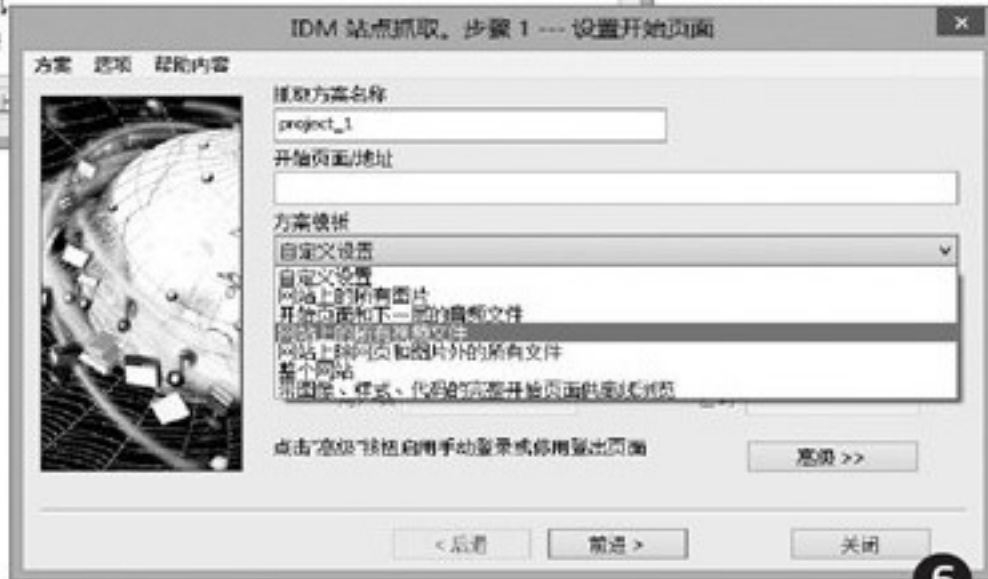 IDM 站点抓取。步骤 1 --- 设置开始页面
方案 选项 帮助内容
抓取方案名称
project_1
开始页面/地址
方案模板
自定义设置
自定义设置
网站上的所有图片
开始页面和下一层的音频文件
网站上的所有视频文件
网站上除网页和图片外的所有文件
整个网站
带图像、样式、代码的完整开始页面供离线浏览
点击"高级"按钮启用手动登录或停用登出页面
高级 >>
< 后退
前进 >
关闭
6